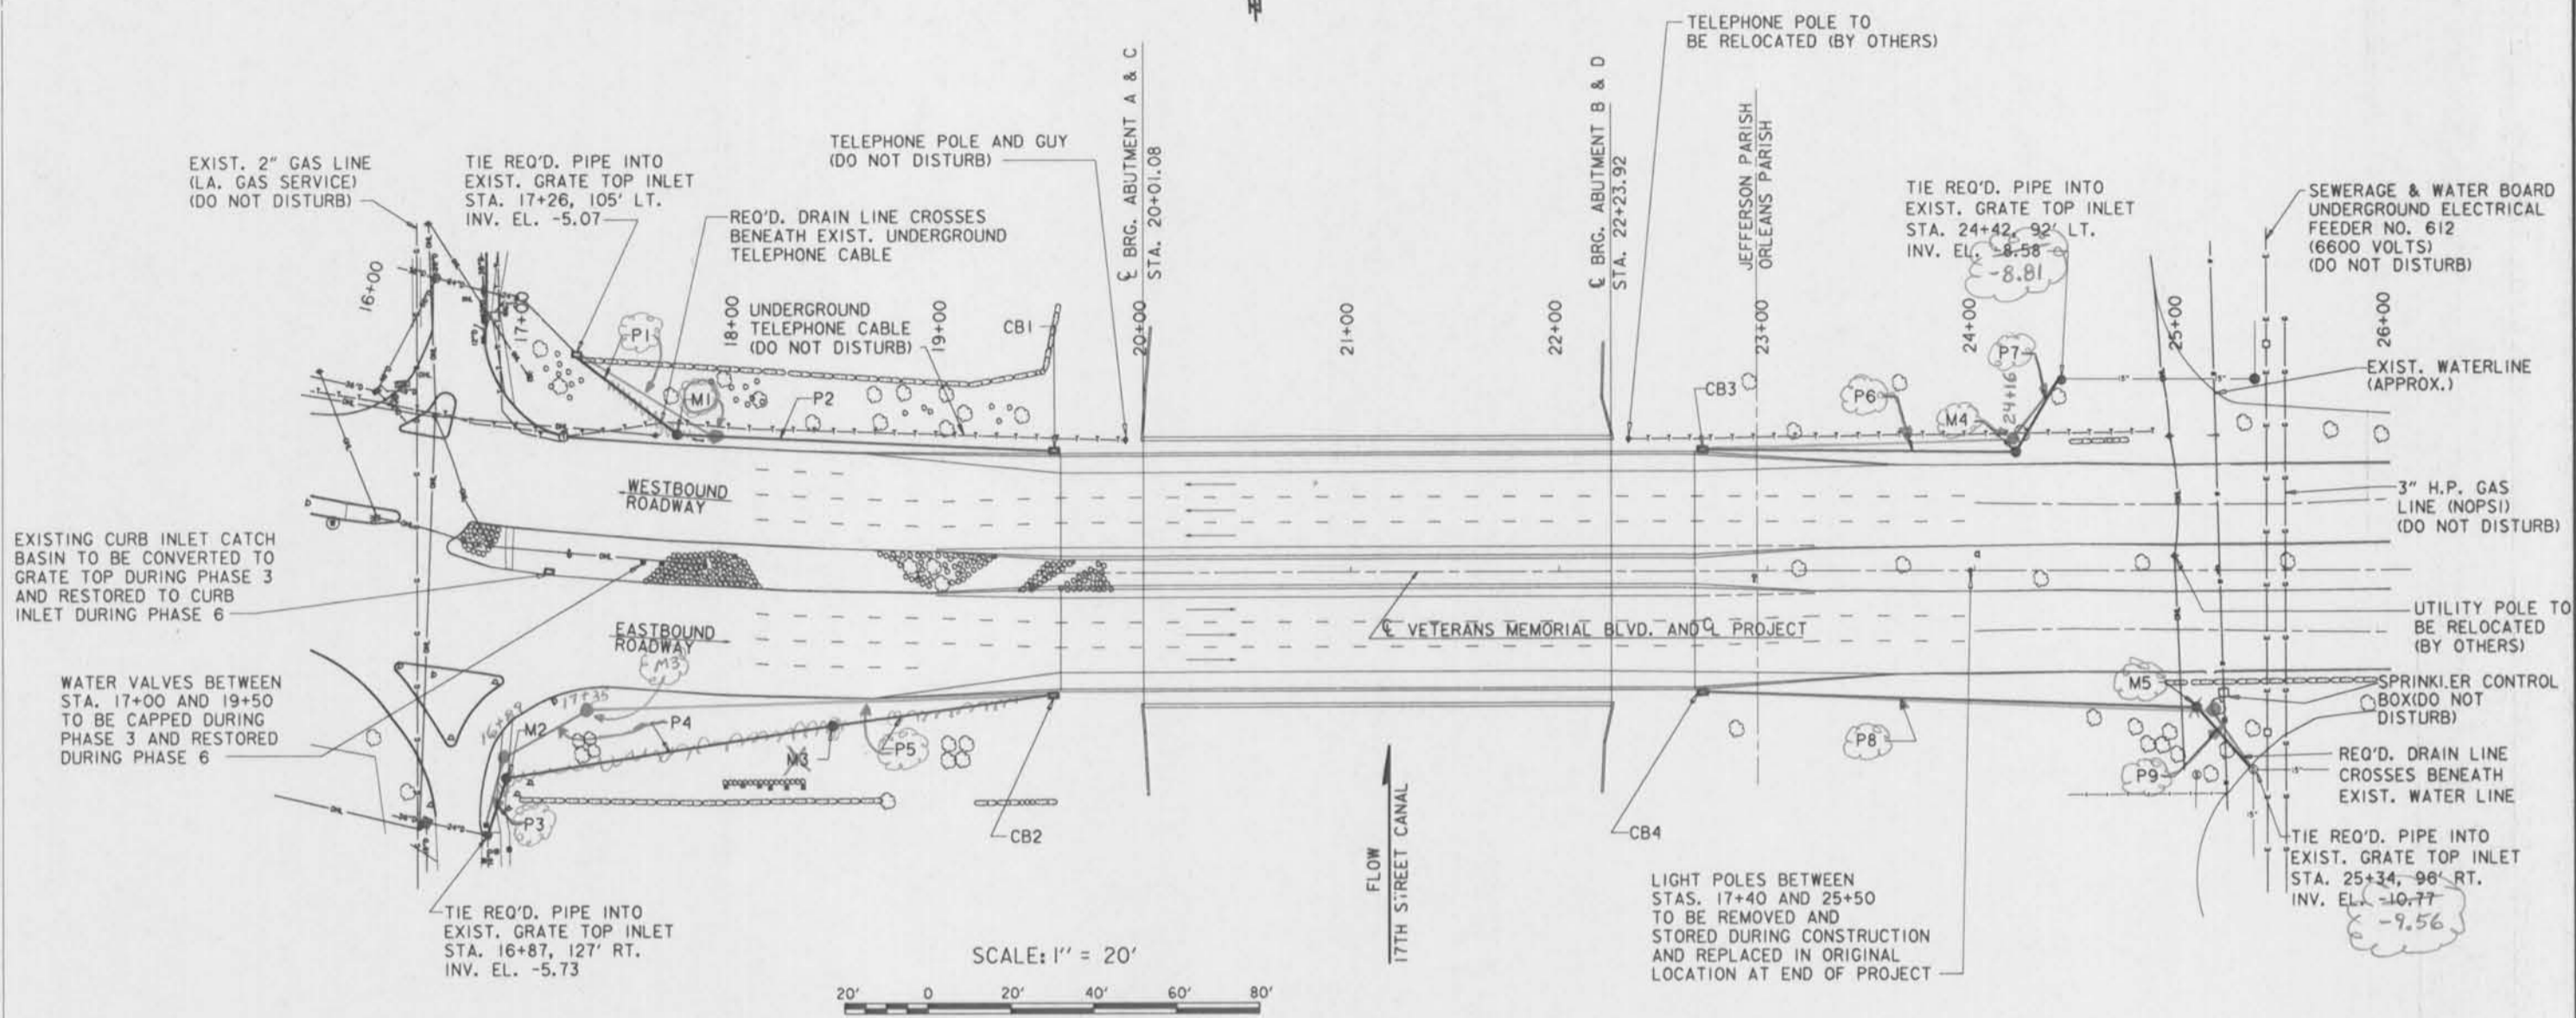 TELEPHONE POLE TO
BE RELOCATED (BY OTHERS)
℄ BRG. ABUTMENT A & C
STA. 20+01.08
℄ BRG. ABUTMENT B & D
STA. 22+23.92
JEFFERSON PARISH
ORLEANS PARISH
EXIST. 2" GAS LINE
(LA. GAS SERVICE)
(DO NOT DISTURB)
TIE REQ'D. PIPE INTO
EXIST. GRATE TOP INLET
STA. 17+26, 105' LT.
INV. EL. -5.07
TELEPHONE POLE AND GUY
(DO NOT DISTURB)
REQ'D. DRAIN LINE CROSSES
BENEATH EXIST. UNDERGROUND
TELEPHONE CABLE
TIE REQ'D. PIPE INTO
EXIST. GRATE TOP INLET
STA. 24+42, 92' LT.
INV. EL. -8.58
-8.81
SEWERAGE & WATER BOARD
UNDERGROUND ELECTRICAL
FEEDER NO. 612
(6600 VOLTS)
(DO NOT DISTURB)
16+00
17+00
18+00
UNDERGROUND
TELEPHONE CABLE
(DO NOT DISTURB)
19+00
CB1
20+00
21+00
22+00
23+00
24+00
25+00
26+00
P1
M1
P2
CB3
P6
M4
24+16
P7
15'
15'
EXIST. WATERLINE
(APPROX.)
WESTBOUND
ROADWAY
3" H.P. GAS
LINE (NOPSI)
(DO NOT DISTURB)
EXISTING CURB INLET CATCH
BASIN TO BE CONVERTED TO
GRATE TOP DURING PHASE 3
AND RESTORED TO CURB
INLET DURING PHASE 6
EASTBOUND
ROADWAY
℄ VETERANS MEMORIAL BLVD. AND ℄ PROJECT
UTILITY POLE TO
BE RELOCATED
(BY OTHERS)
WATER VALVES BETWEEN
STA. 17+00 AND 19+50
TO BE CAPPED DURING
PHASE 3 AND RESTORED
DURING PHASE 6
M3
17+35
16+89
M2
P4
M3
P5
P3
CB2
M5
P8
P9
CB4
SPRINKLER CONTROL
BOX(DO NOT
DISTURB)
REQ'D. DRAIN LINE
CROSSES BENEATH
EXIST. WATER LINE
TIE REQ'D. PIPE INTO
EXIST. GRATE TOP INLET
STA. 25+34, 96' RT.
INV. EL. -10.77
-9.56
TIE REQ'D. PIPE INTO
EXIST. GRATE TOP INLET
STA. 16+87, 127' RT.
INV. EL. -5.73
FLOW
17TH STREET CANAL
LIGHT POLES BETWEEN
STAS. 17+40 AND 25+50
TO BE REMOVED AND
STORED DURING CONSTRUCTION
AND REPLACED IN ORIGINAL
LOCATION AT END OF PROJECT
SCALE: 1" = 20'
20' 0 20' 40' 60' 80'